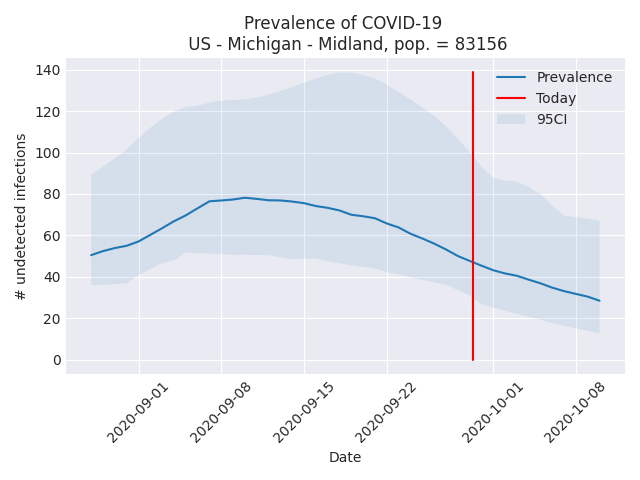 Prevalence of COVID-19
US - Michigan - Midland, pop. = 83156
140
120
100
80
60
40
20
0
# undetected infections
Prevalence
Today
95CI
2020-09-01
2020-09-08
2020-09-15
2020-09-22
2020-10-01
2020-10-08
Date